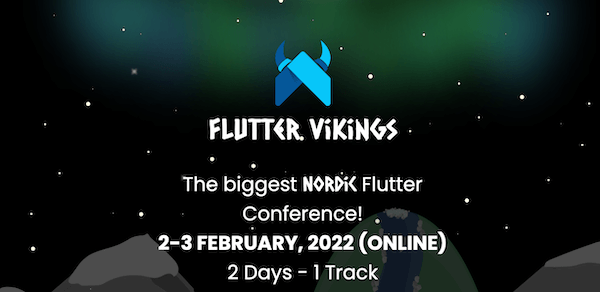 FLUTTER VIKINGS
The biggest NORDIC Flutter
Conference!
2-3 FEBRUARY, 2022 (ONLINE)
2 Days - 1 Track